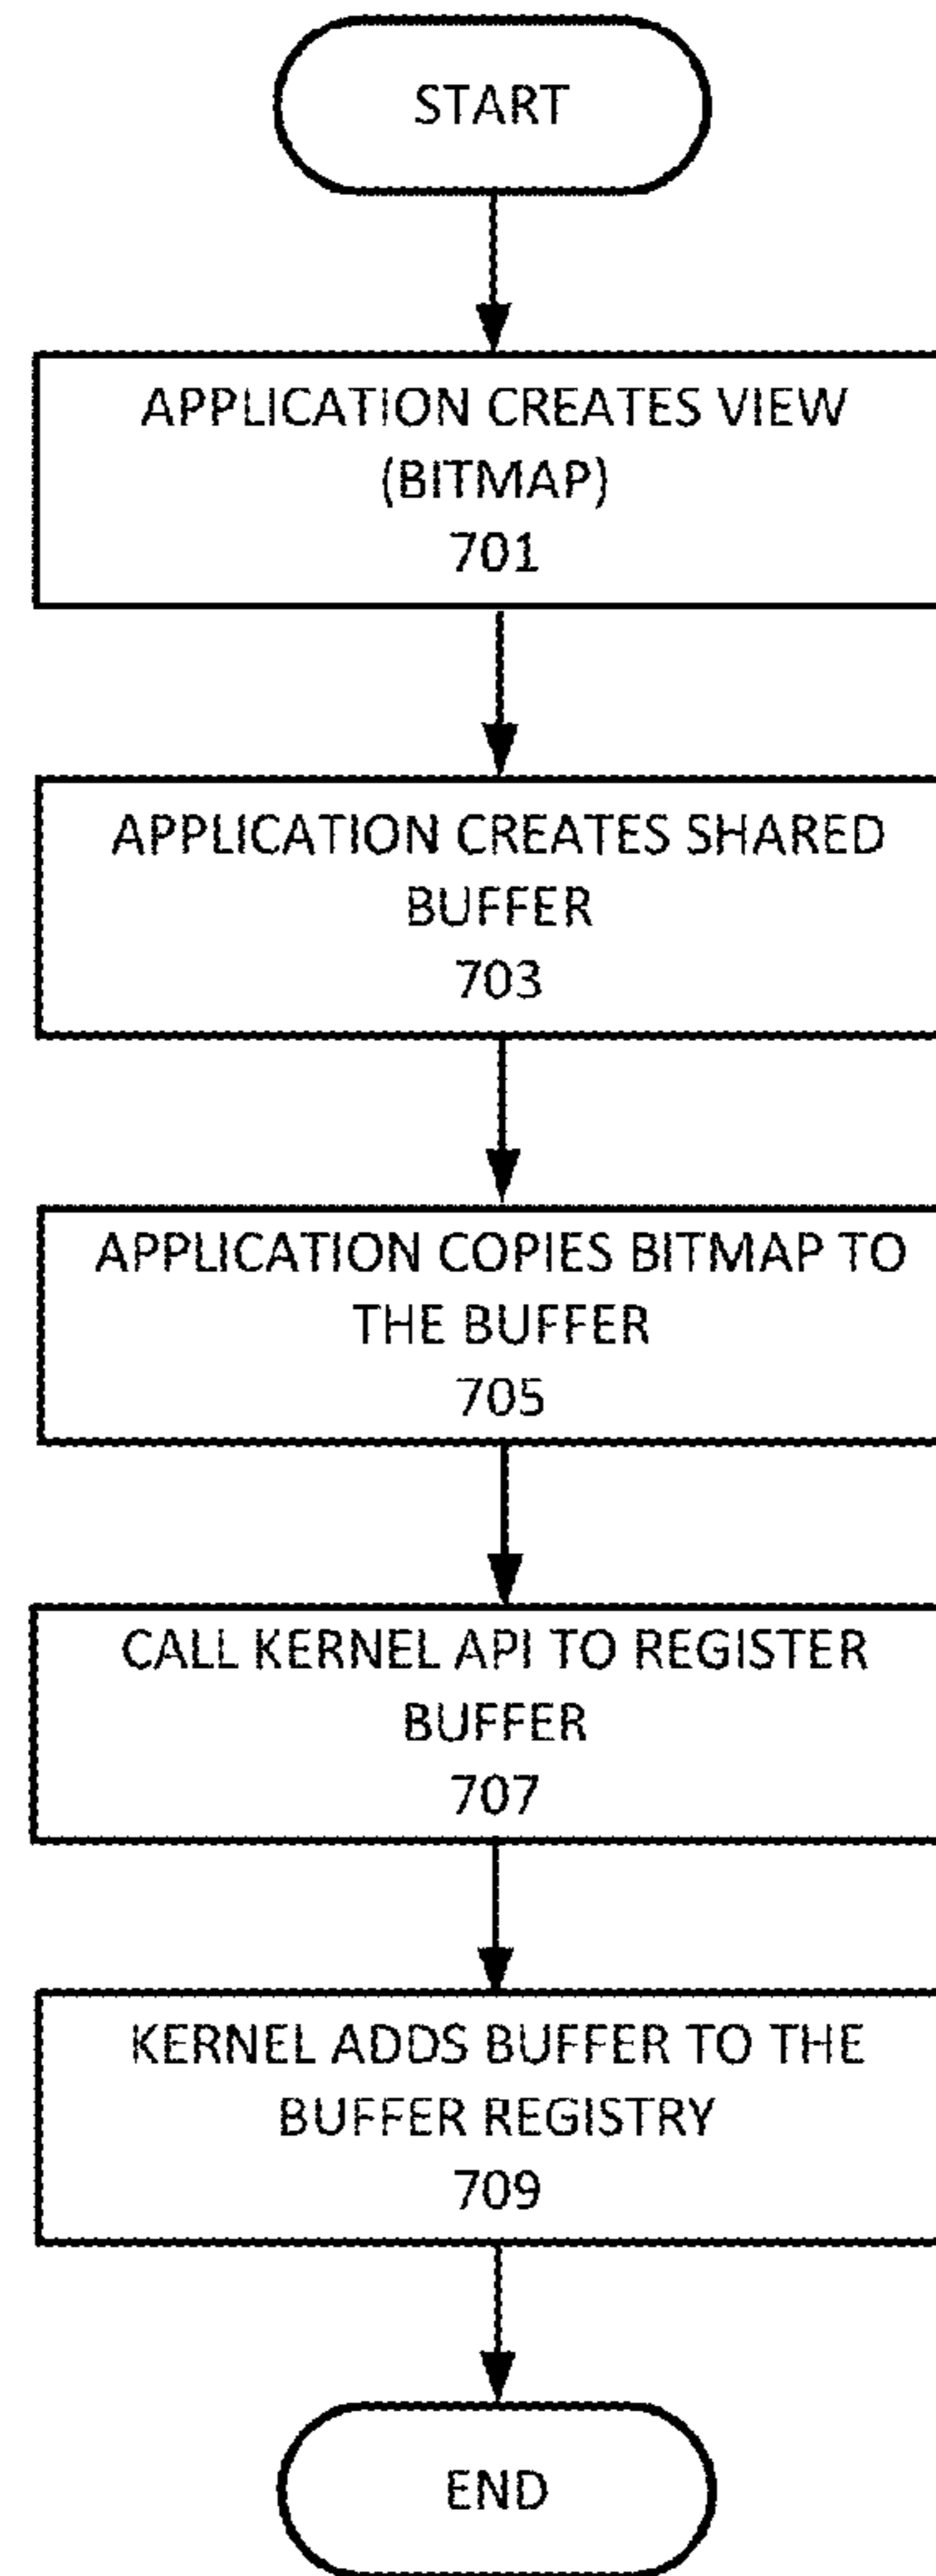 START
APPLICATION CREATES VIEW
(BITMAP)
701
APPLICATION CREATES SHARED
BUFFER
703
APPLICATION COPIES BITMAP TO
THE BUFFER
705
CALL KERNEL API TO REGISTER
BUFFER
707
KERNEL ADDS BUFFER TO THE
BUFFER REGISTRY
709
END